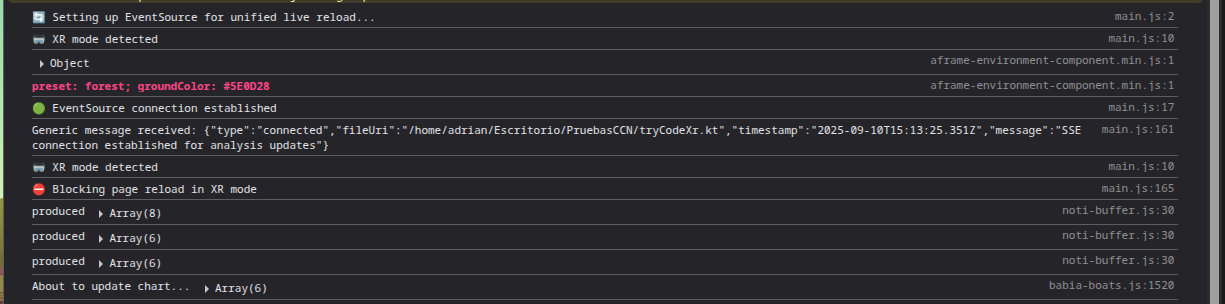 🔄 Setting up EventSource for unified live reload... main.js:2
🥽 XR mode detected main.js:10
▶ Object aframe-environment-component.min.js:1
preset: forest; groundColor: #5E0D28 aframe-environment-component.min.js:1
🟢 EventSource connection established main.js:17
Generic message received: {"type":"connected","fileUri":"/home/adrian/Escritorio/PruebasCCN/tryCodeXr.kt","timestamp":"2025-09-10T15:13:25.351Z","message":"SSE main.js:161
connection established for analysis updates"}
🥽 XR mode detected main.js:10
⛔ Blocking page reload in XR mode main.js:165
produced ▶ Array(8) noti-buffer.js:30
produced ▶ Array(6) noti-buffer.js:30
produced ▶ Array(6) noti-buffer.js:30
About to update chart... ▶ Array(6) babia-boats.js:1520